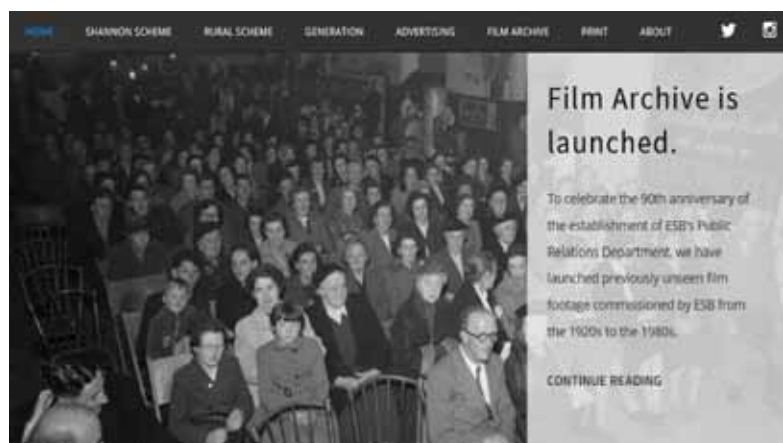 HOME SHANNON SCHEME RURAL SCHEME GENERATION ADVERTISING FILM ARCHIVE PRINT ABOUT
Film Archive is
launched.
To celebrate the 90th anniversary of
the establishment of ESB's Public
Relations Department, we have
launched previously unseen film
footage commissioned by ESB from
the 1920s to the 1980s.
CONTINUE READING